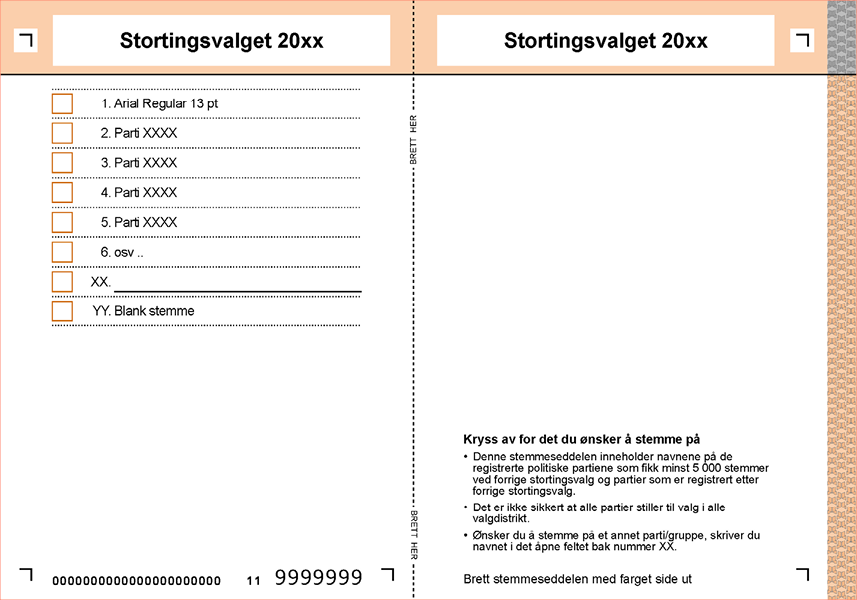 Stortingsvalget 20xx
1. Arial Regular 13 pt
2. Parti XXXX
3. Parti XXXX
4. Parti XXXX
5. Parti XXXX
6. osv ..
XX.
YY. Blank stemme
0000000000000000000000 11 9999999
BRETT HER
BRETT HER
Stortingsvalget 20xx
Kryss av for det du ønsker å stemme på
• Denne stemmeseddelen inneholder navnene på de
registrerte politiske partiene som fikk minst 5 000 stemmer
ved forrige stortingsvalg og partier som er registrert etter
forrige stortingsvalg.
• Det er ikke sikkert at alle partier stiller til valg i alle
valgdistrikt.
• Ønsker du å stemme på et annet parti/gruppe, skriver du
navnet i det åpne feltet bak nummer XX.
Brett stemmeseddelen med farget side ut